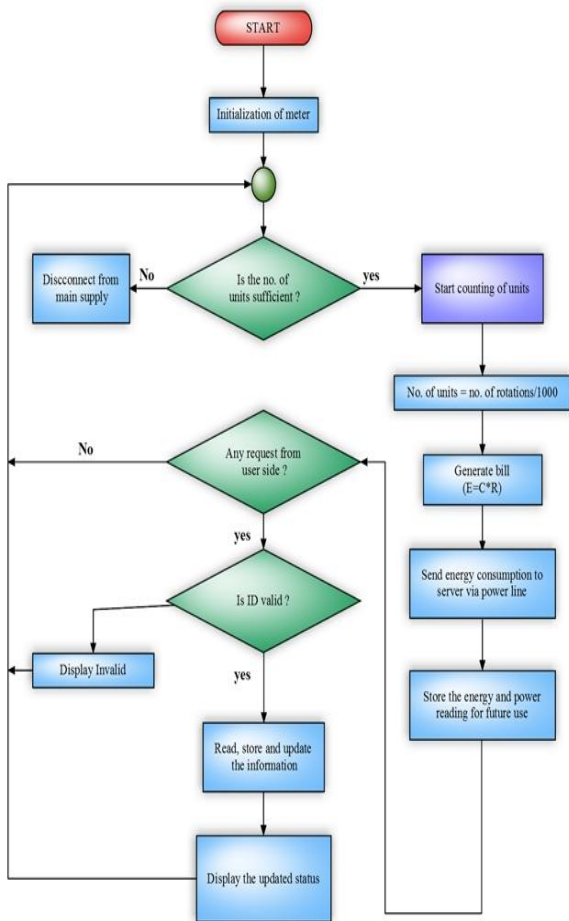 START
Initialization of meter
Is the no. of
units sufficient ?
No
yes
Discconnect from
main supply
Start counting of units
No. of units = no. of rotations/1000
Generate bill
(E=C*R)
Send energy consumption to
server via power line
Store the energy and power
reading for future use
Any request from
user side ?
No
yes
Is ID valid ?
Display Invalid
yes
Read, store and update
the information
Display the updated status